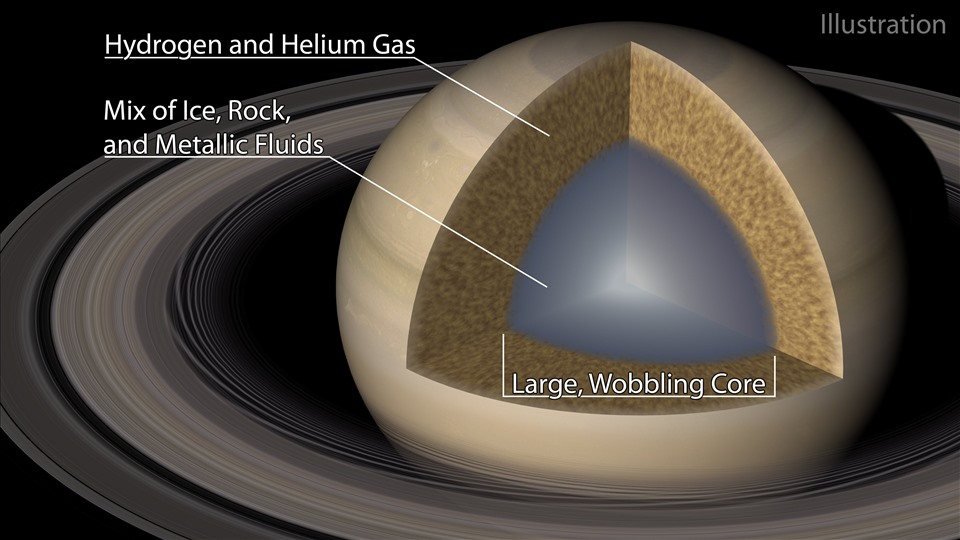 Illustration
Hydrogen and Helium Gas
Mix of Ice, Rock,
and Metallic Fluids
Large, Wobbling Core